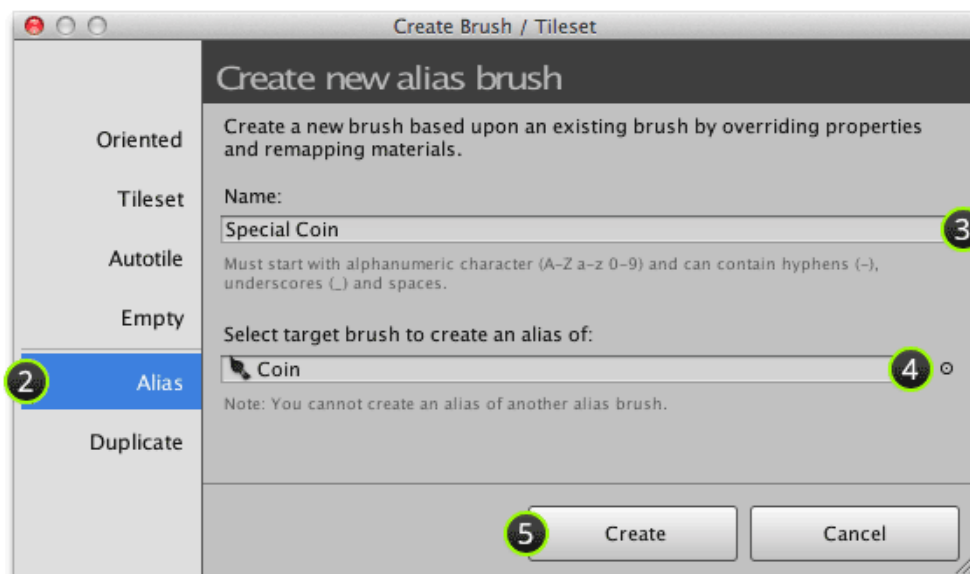 Create Brush / Tileset
Create new alias brush
Oriented
Tileset
Autotile
Empty
2
Alias
Duplicate
Create a new brush based upon an existing brush by overriding properties
and remapping materials.
Name:
Special Coin
3
Must start with alphanumeric character (A-Z a-z 0-9) and can contain hyphens (-),
underscores (_) and spaces.
Select target brush to create an alias of:
Coin
4
Note: You cannot create an alias of another alias brush.
5
Create
Cancel